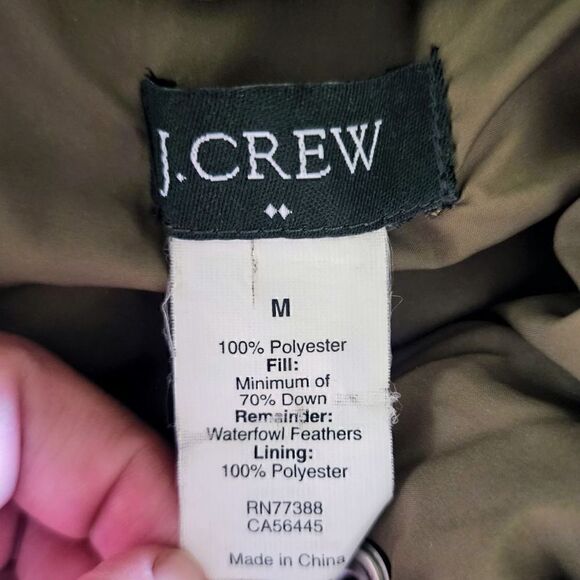 J.CREW
M
100% Polyester
Fill:
Minimum of
70% Down
Remainder:
Waterfowl Feathers
Lining:
100% Polyester
RN77388
CA56445
Made in China